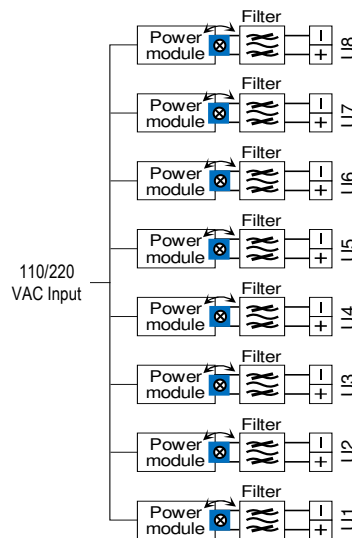 Filter
Power
module
−
+
U8
Filter
Power
module
−
+
U7
Filter
Power
module
−
+
U6
Filter
Power
module
−
+
U5
110/220
VAC Input
Filter
Power
module
−
+
U4
Filter
Power
module
−
+
U3
Filter
Power
module
−
+
U2
Filter
Power
module
−
+
U1